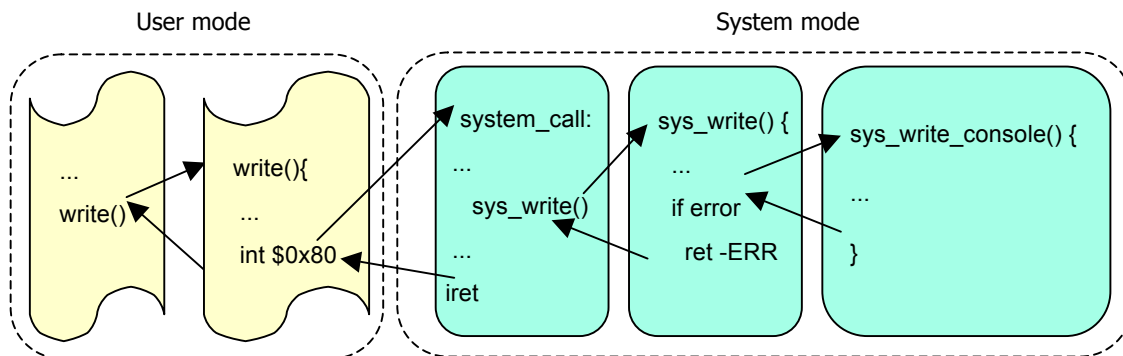 User mode
System mode
...
write()
write(){
...
int $0x80
system_call:
...
sys_write()
...
iret
sys_write() {
...
if error
ret -ERR
sys_write_console() {
...
}